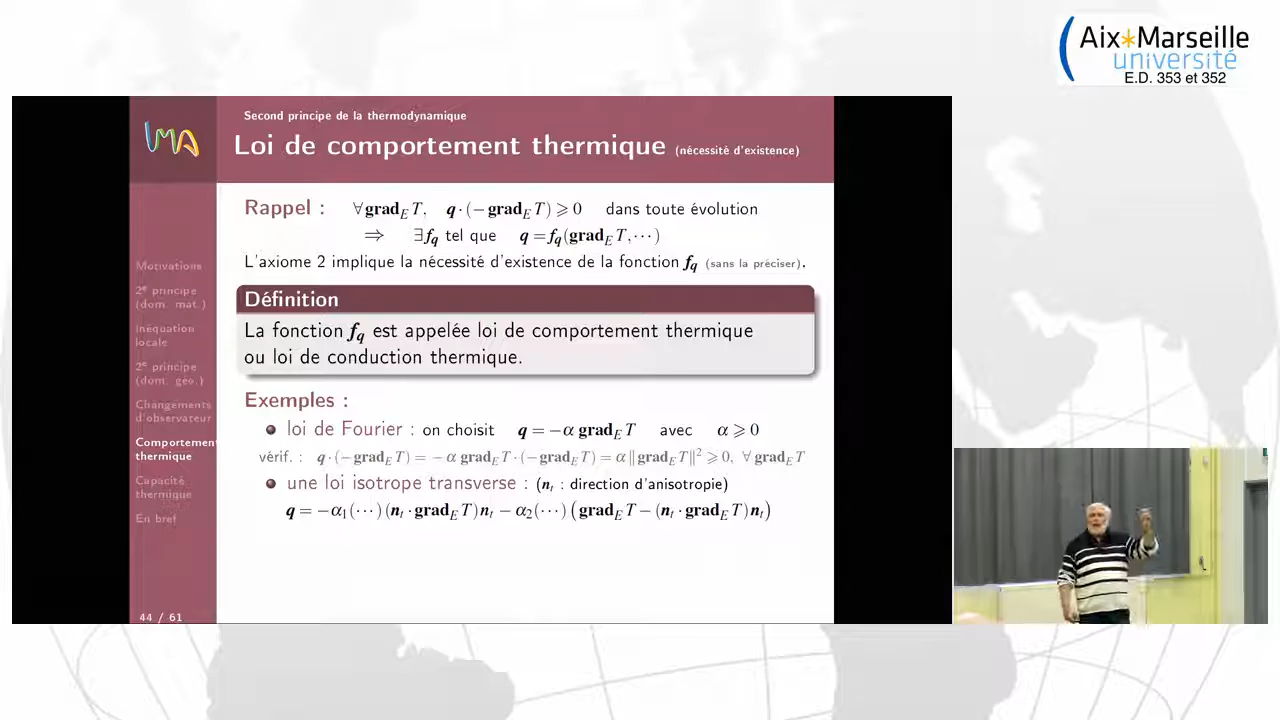 Aix*Marseille
université
E.D. 353 et 352
LMA
Second principe de la thermodynamique
Loi de comportement thermique (nécessité d'existence)
Rappel : ∀ grad_E T, q · (− grad_E T) ⩾ 0 dans toute évolution
⇒ ∃ f_q tel que q = f_q(grad_E T, ⋯)
L'axiome 2 implique la nécessité d'existence de la fonction f_q (sans la préciser).
Définition
La fonction f_q est appelée loi de comportement thermique
ou loi de conduction thermique.
Exemples :
loi de Fourier : on choisit q = −α grad_E T avec α ⩾ 0
vérif. : q · (− grad_E T) = − α grad_E T · (− grad_E T) = α ‖ grad_E T‖² ⩾ 0, ∀ grad_E T
une loi isotrope transverse : (n_t : direction d'anisotropie)
q = −α₁(⋯) (n_t · grad_E T) n_t − α₂(⋯) (grad_E T − (n_t · grad_E T) n_t)
Motivations
2e principe
(dom. mat.)
Inéquation
locale
2e principe
(dom. géo.)
Changements
d'observateur
Comportement
thermique
Capacité
thermique
En bref
44 / 61